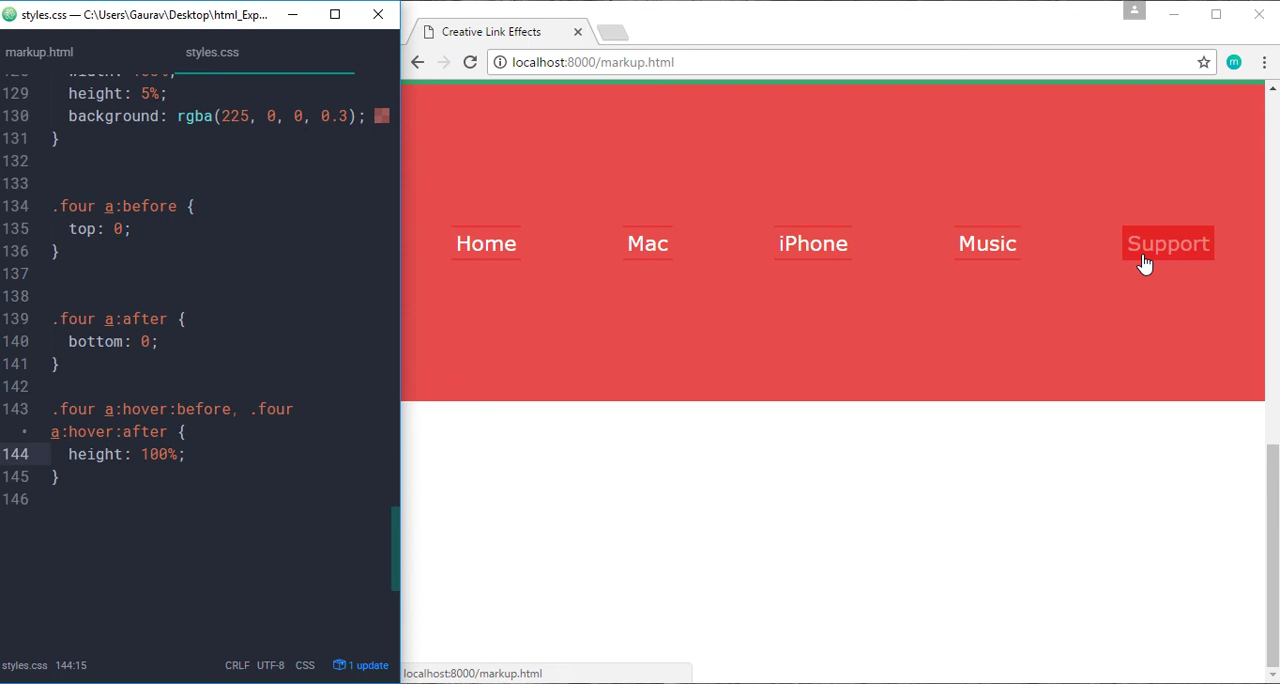 styles.css — C:\Users\Gaurav\Desktop\html_Exp...
markup.html
styles.css
129 height: 5%;
130 background: rgba(225, 0, 0, 0.3);
131 }
132
133
134 .four a:before {
135 top: 0;
136 }
137
138
139 .four a:after {
140 bottom: 0;
141 }
142
143 .four a:hover:before, .four
a:hover:after {
144 height: 100%;
145 }
146
styles.css 144:15 CRLF UTF-8 CSS 1 update
Creative Link Effects
localhost:8000/markup.html
m
Home
Mac
iPhone
Music
Support
localhost:8000/markup.html